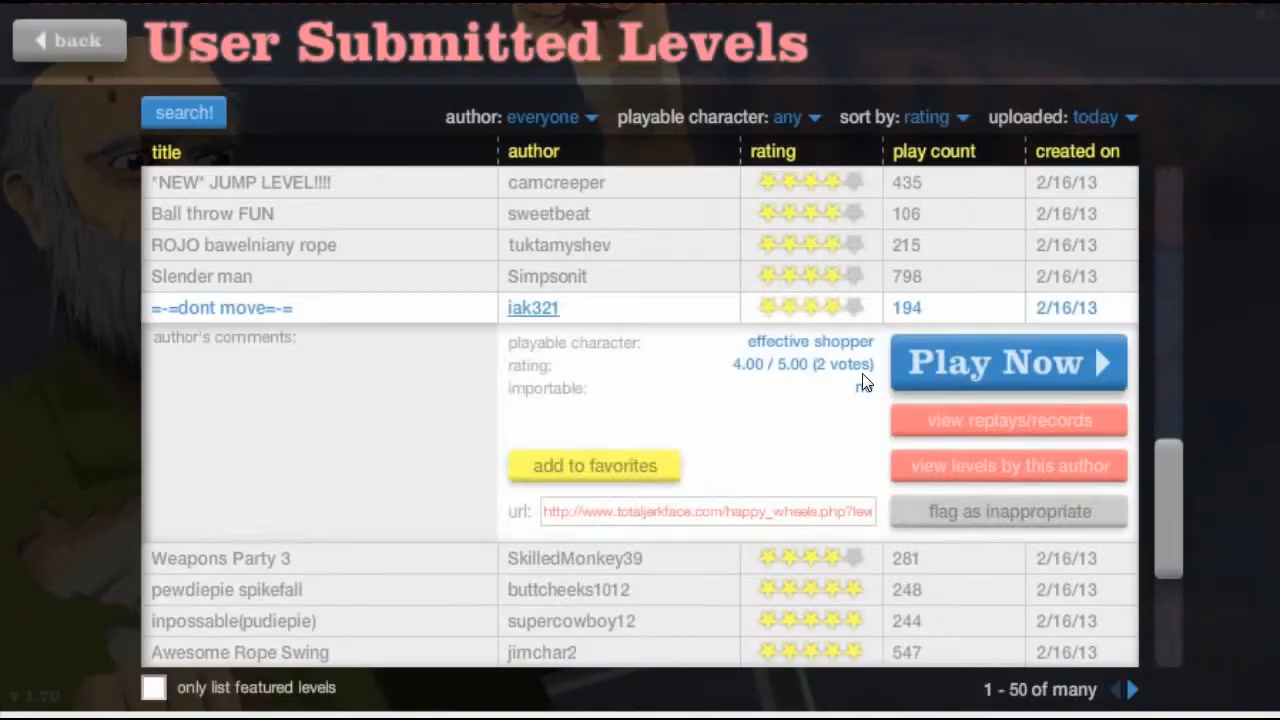 back
User Submitted Levels
search!
author: everyone playable character: any sort by: rating uploaded: today
title author rating play count created on
*NEW* JUMP LEVEL!!!! camcreeper 435 2/16/13
Ball throw FUN sweetbeat 106 2/16/13
ROJO bawelniany rope tuktamyshev 215 2/16/13
Slender man Simpsonit 798 2/16/13
=-=dont move=-= iak321 194 2/16/13
author's comments:
playable character: effective shopper
rating: 4.00 / 5.00 (2 votes)
importable:
Play Now
view replays/records
add to favorites
view levels by this author
url: http://www.totaljerkface.com/happy_wheels.php?lev
flag as inappropriate
Weapons Party 3 SkilledMonkey39 281 2/16/13
pewdiepie spikefall buttcheeks1012 248 2/16/13
inpossable(pudiepie) supercowboy12 244 2/16/13
Awesome Rope Swing jimchar2 547 2/16/13
only list featured levels
1 - 50 of many